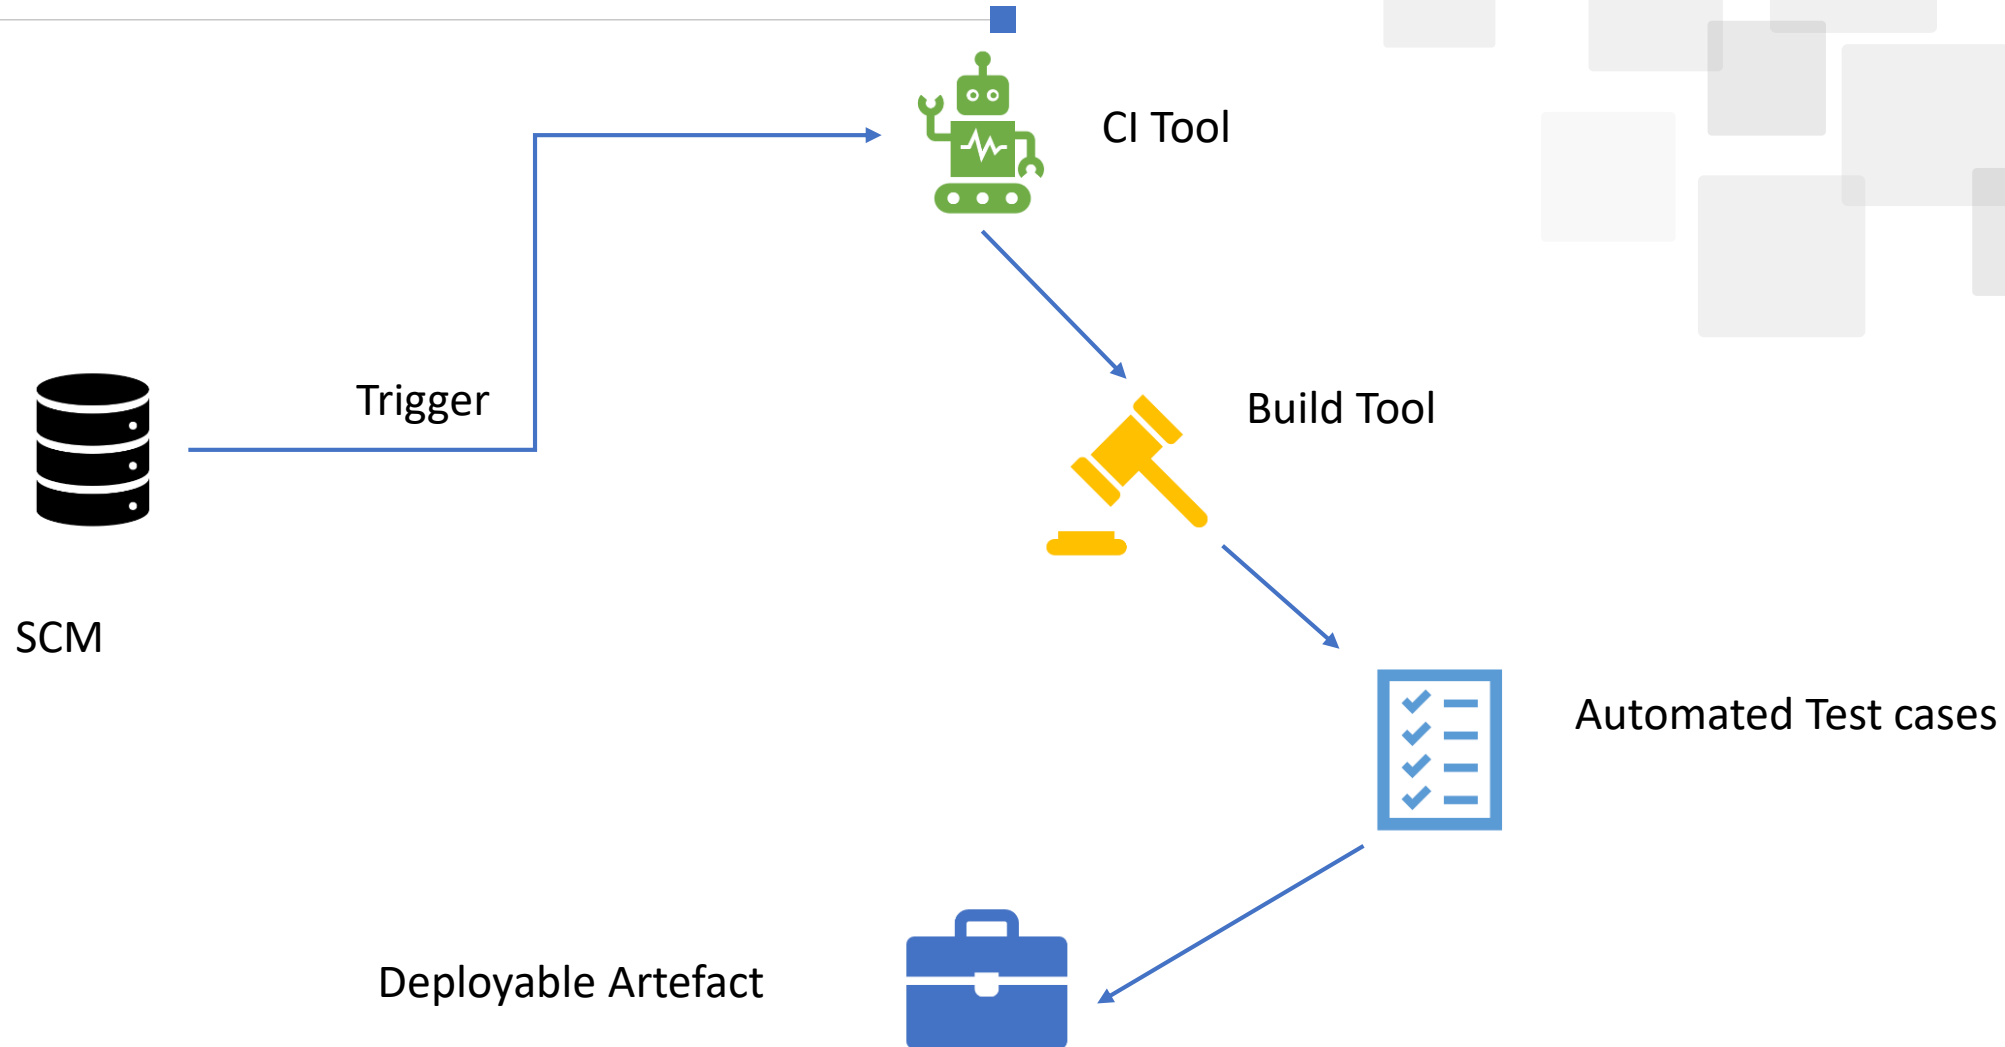 CI Tool
Trigger
Build Tool
SCM
Automated Test cases
Deployable Artefact